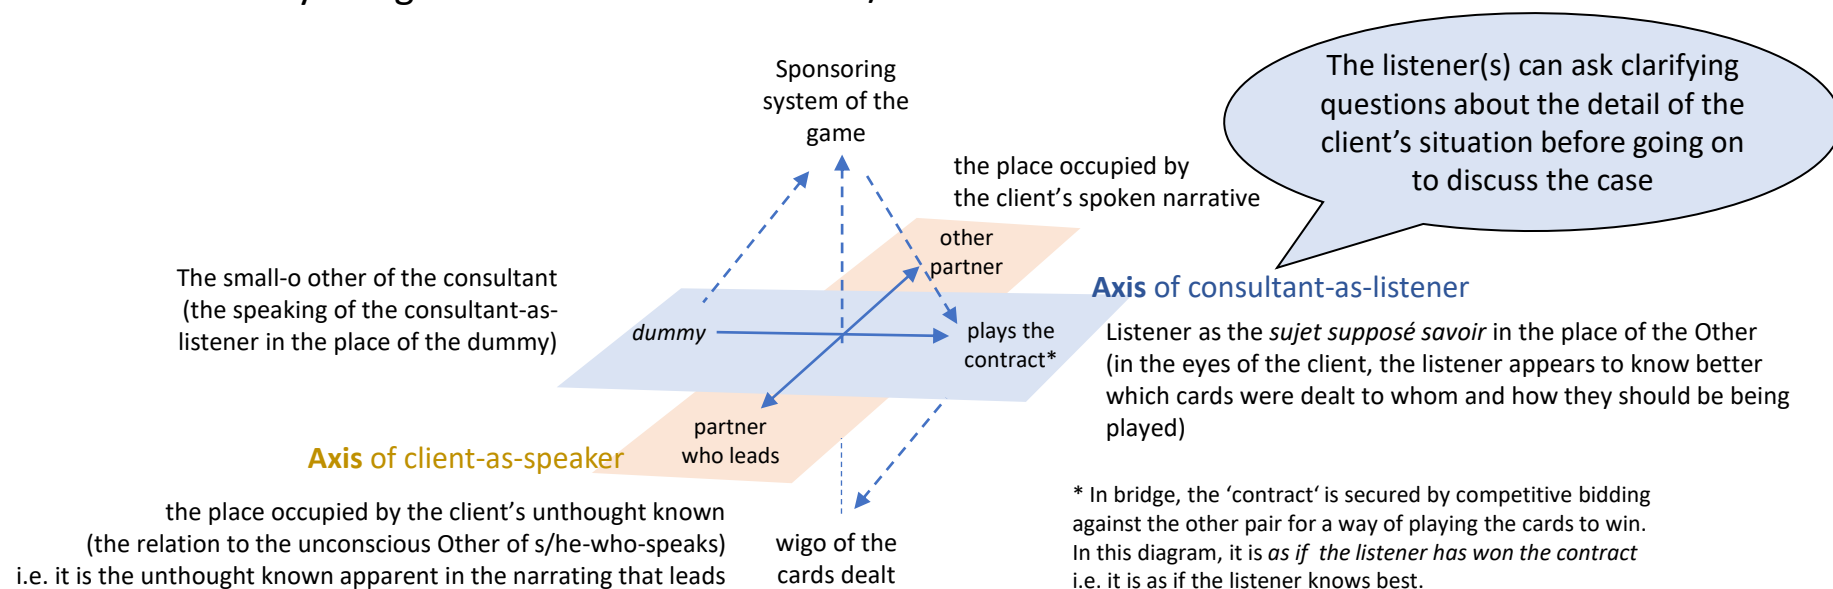 Sponsoring
system of the
game
The listener(s) can ask clarifying
questions about the detail of the
client's situation before going on
to discuss the case
the place occupied by
the client's spoken narrative
other
partner
The small-o other of the consultant
(the speaking of the consultant-as-
listener in the place of the dummy)
dummy
plays the
contract*
Axis of consultant-as-listener
Listener as the sujet supposé savoir in the place of the Other
(in the eyes of the client, the listener appears to know better
which cards were dealt to whom and how they should be being
played)
partner
who leads
Axis of client-as-speaker
the place occupied by the client's unthought known
(the relation to the unconscious Other of s/he-who-speaks)
i.e. it is the unthought known apparent in the narrating that leads
wigo of the
cards dealt
* In bridge, the 'contract' is secured by competitive bidding
against the other pair for a way of playing the cards to win.
In this diagram, it is as if the listener has won the contract
i.e. it is as if the listener knows best.